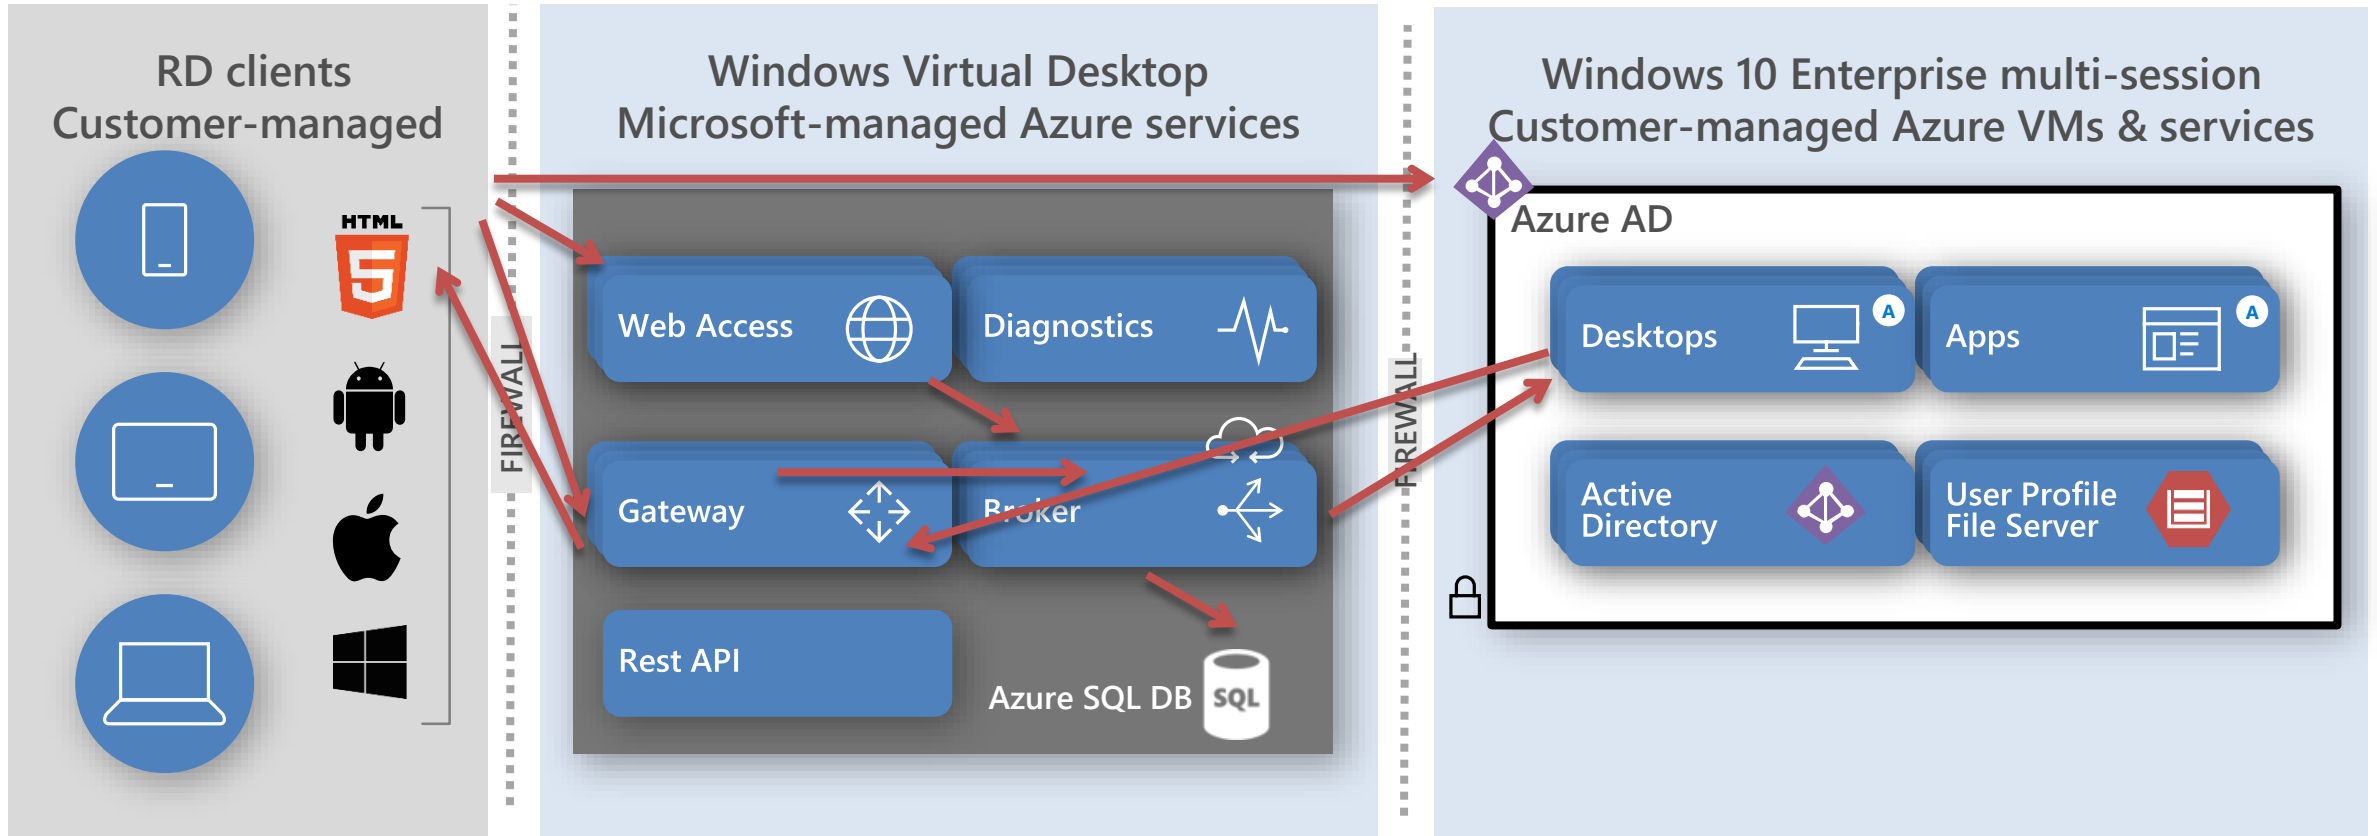 RD clients
Customer-managed
HTML
5
FIREWALL
Windows Virtual Desktop
Microsoft-managed Azure services
Web Access
Diagnostics
Gateway
Broker
Rest API
Azure SQL DB
SQL
FIREWALL
Windows 10 Enterprise multi-session
Customer-managed Azure VMs & services
Azure AD
Desktops
A
Apps
A
Active
Directory
User Profile
File Server